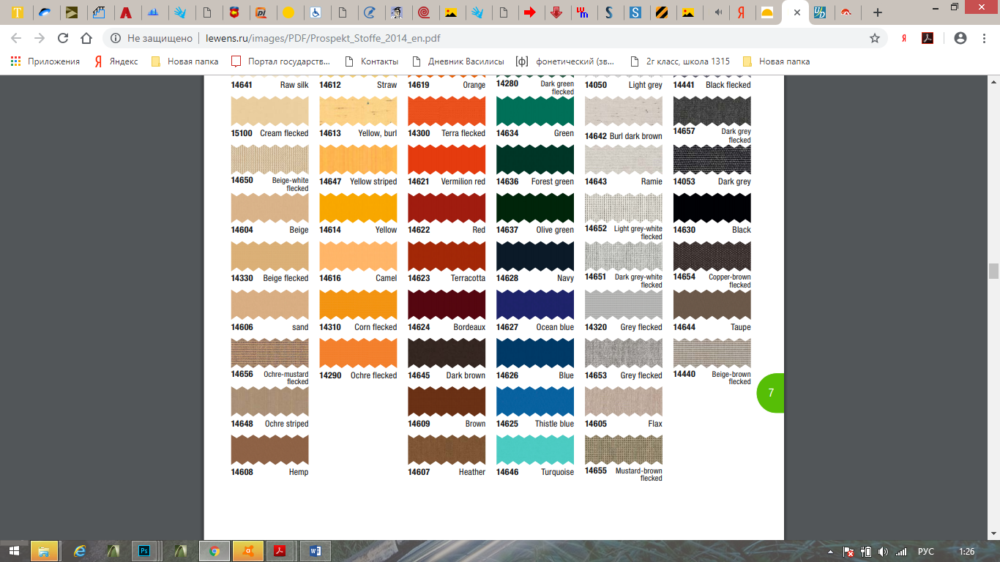 Не защищено
lewens.ru/images/PDF/Prospekt_Stoffe_2014_en.pdf
Приложения Яндекс Новая папка Портал государств... Контакты Дневник Василисы фонетический (зв... 2г класс, школа 1315 Новая папка
14641 Raw silk 14612 Straw 14619 Orange 14280 Dark green 14050 Light grey 14441 Black flecked
flecked
15100 Cream flecked 14613 Yellow, burl 14300 Terra flecked 14634 Green 14642 Burl dark brown 14657 Dark grey
flecked
14650 Beige-white 14647 Yellow striped 14621 Vermilion red 14636 Forest green 14643 Ramie 14053 Dark grey
flecked
14604 Beige 14614 Yellow 14622 Red 14637 Olive green 14652 Light grey-white 14630 Black
flecked
14330 Beige flecked 14616 Camel 14623 Terracotta 14628 Navy 14651 Dark grey-white 14654 Copper-brown
flecked flecked
14606 sand 14310 Corn flecked 14624 Bordeaux 14627 Ocean blue 14320 Grey flecked 14644 Taupe
14656 Ochre-mustard 14290 Ochre flecked 14645 Dark brown 14626 Blue 14653 Grey flecked 14440 Beige-brown
flecked flecked
7
14648 Ochre striped 14609 Brown 14625 Thistle blue 14605 Flax
14608 Hemp 14607 Heather 14646 Turquoise 14655 Mustard-brown
flecked
РУС 1:26